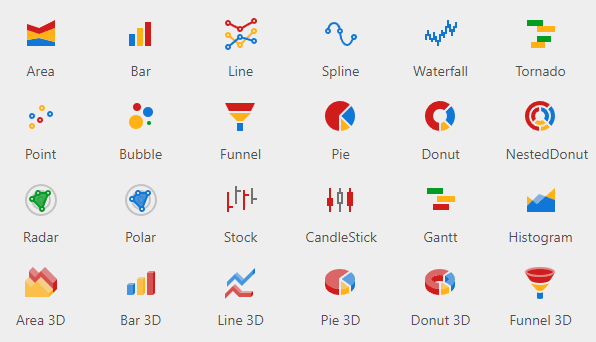 Area Bar Line Spline Waterfall Tornado
Point Bubble Funnel Pie Donut NestedDonut
Radar Polar Stock CandleStick Gantt Histogram
Area 3D Bar 3D Line 3D Pie 3D Donut 3D Funnel 3D